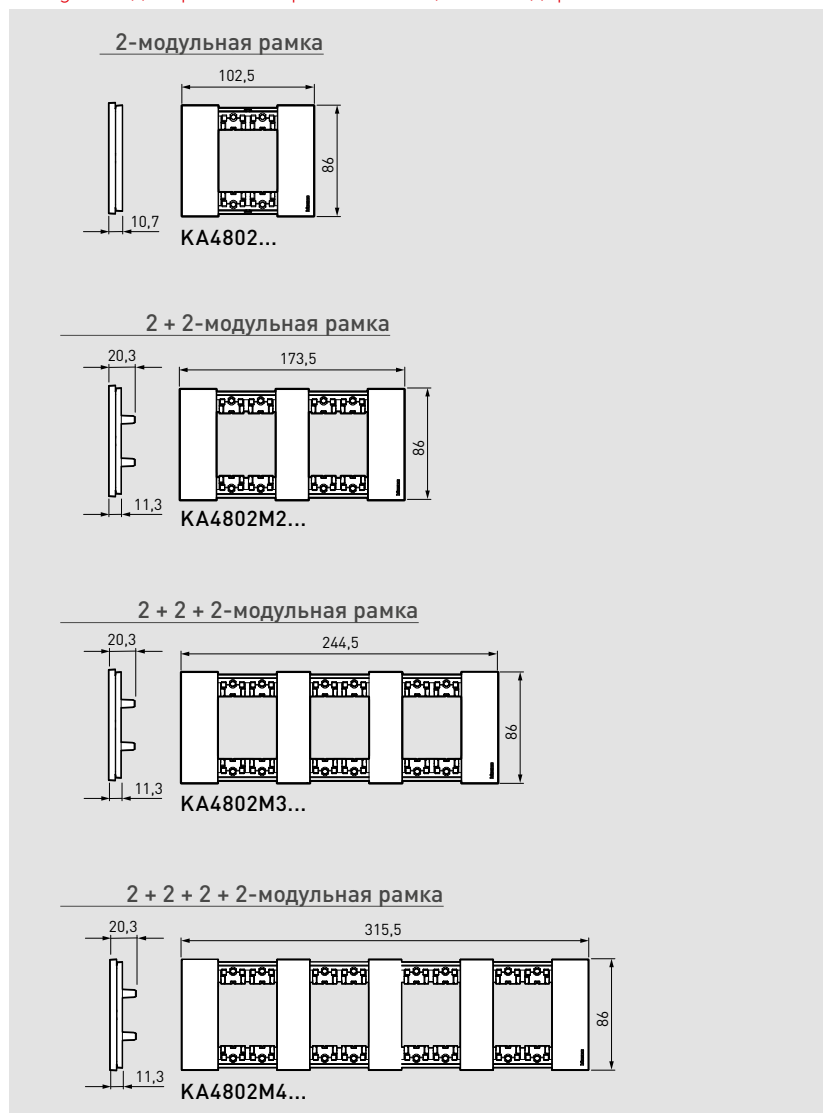 2-модульная рамка
102,5
86
10,7
KA4802...
2 + 2-модульная рамка
20,3
173,5
86
11,3
KA4802M2...
2 + 2 + 2-модульная рамка
20,3
244,5
86
11,3
KA4802M3...
2 + 2 + 2 + 2-модульная рамка
20,3
315,5
86
11,3
KA4802M4...